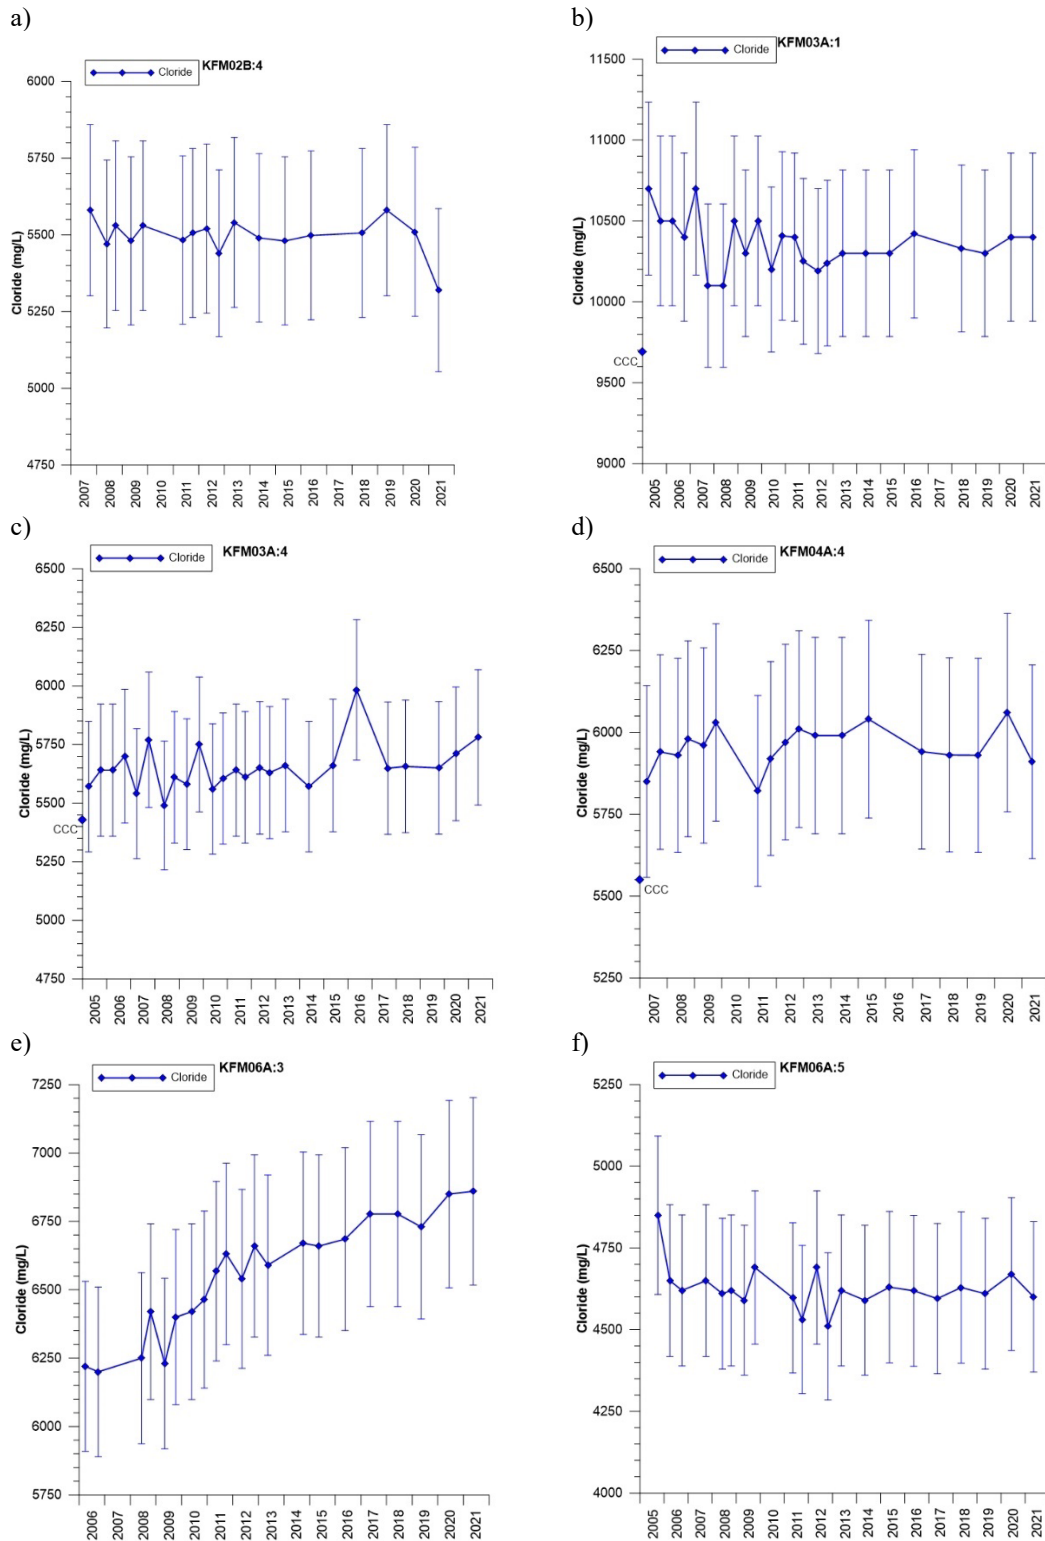 a)
Cloride KFM02B:4
Cloride (mg/L)
6000
5750
5500
5250
5000
4750
2007 2008 2009 2010 2011 2012 2013 2014 2015 2016 2017 2018 2019 2020 2021
b)
Cloride KFM03A:1
Cloride (mg/L)
11500
11000
10500
10000
9500
9000
CCC
2005 2006 2007 2008 2009 2010 2011 2012 2013 2014 2015 2016 2017 2018 2019 2020 2021
c)
Cloride KFM03A:4
Cloride (mg/L)
6500
6250
6000
5750
5500
5250
5000
4750
CCC
2005 2006 2007 2008 2009 2010 2011 2012 2013 2014 2015 2016 2017 2018 2019 2020 2021
d)
Cloride KFM04A:4
Cloride (mg/L)
6500
6250
6000
5750
5500
5250
CCC
2007 2008 2009 2010 2011 2012 2013 2014 2015 2016 2017 2018 2019 2020 2021
e)
Cloride KFM06A:3
Cloride (mg/L)
7250
7000
6750
6500
6250
6000
5750
2006 2007 2008 2009 2010 2011 2012 2013 2014 2015 2016 2017 2018 2019 2020 2021
f)
Cloride KFM06A:5
Cloride (mg/L)
5250
5000
4750
4500
4250
4000
2005 2006 2007 2008 2009 2010 2011 2012 2013 2014 2015 2016 2017 2018 2019 2020 2021